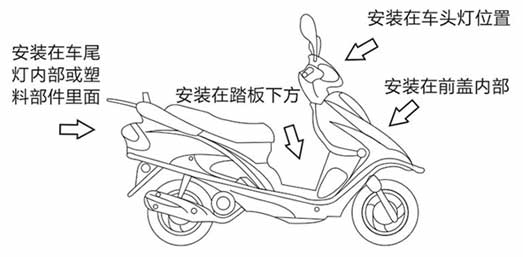 安装在车头灯位置
安装在车尾
灯内部或塑
料部件里面
安装在踏板下方
安装在前盖内部